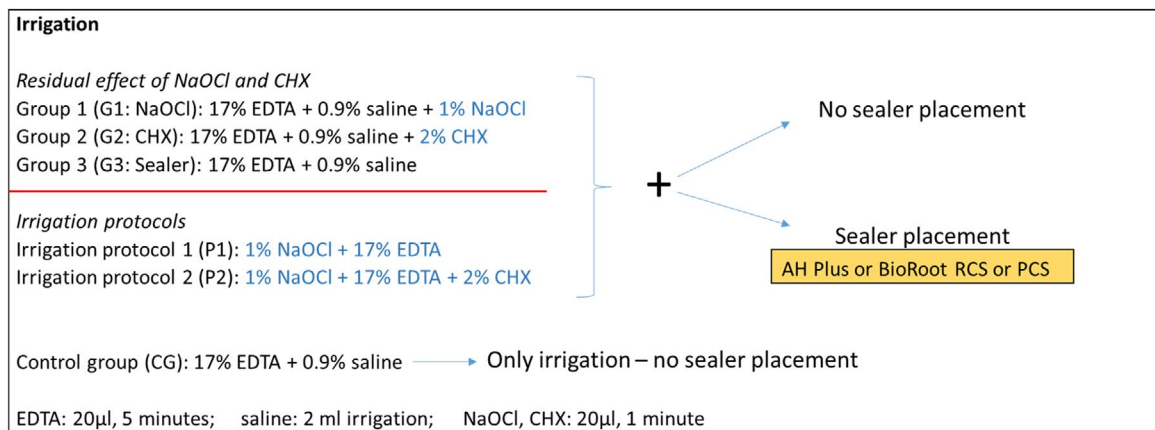 Irrigation
Residual effect of NaOCl and CHX
Group 1 (G1: NaOCl): 17% EDTA + 0.9% saline + 1% NaOCl
Group 2 (G2: CHX): 17% EDTA + 0.9% saline + 2% CHX
Group 3 (G3: Sealer): 17% EDTA + 0.9% saline
Irrigation protocols
Irrigation protocol 1 (P1): 1% NaOCl + 17% EDTA
Irrigation protocol 2 (P2): 1% NaOCl + 17% EDTA + 2% CHX
+
No sealer placement
Sealer placement
AH Plus or BioRoot RCS or PCS
Control group (CG): 17% EDTA + 0.9% saline
Only irrigation – no sealer placement
EDTA: 20µl, 5 minutes; saline: 2 ml irrigation; NaOCl, CHX: 20µl, 1 minute